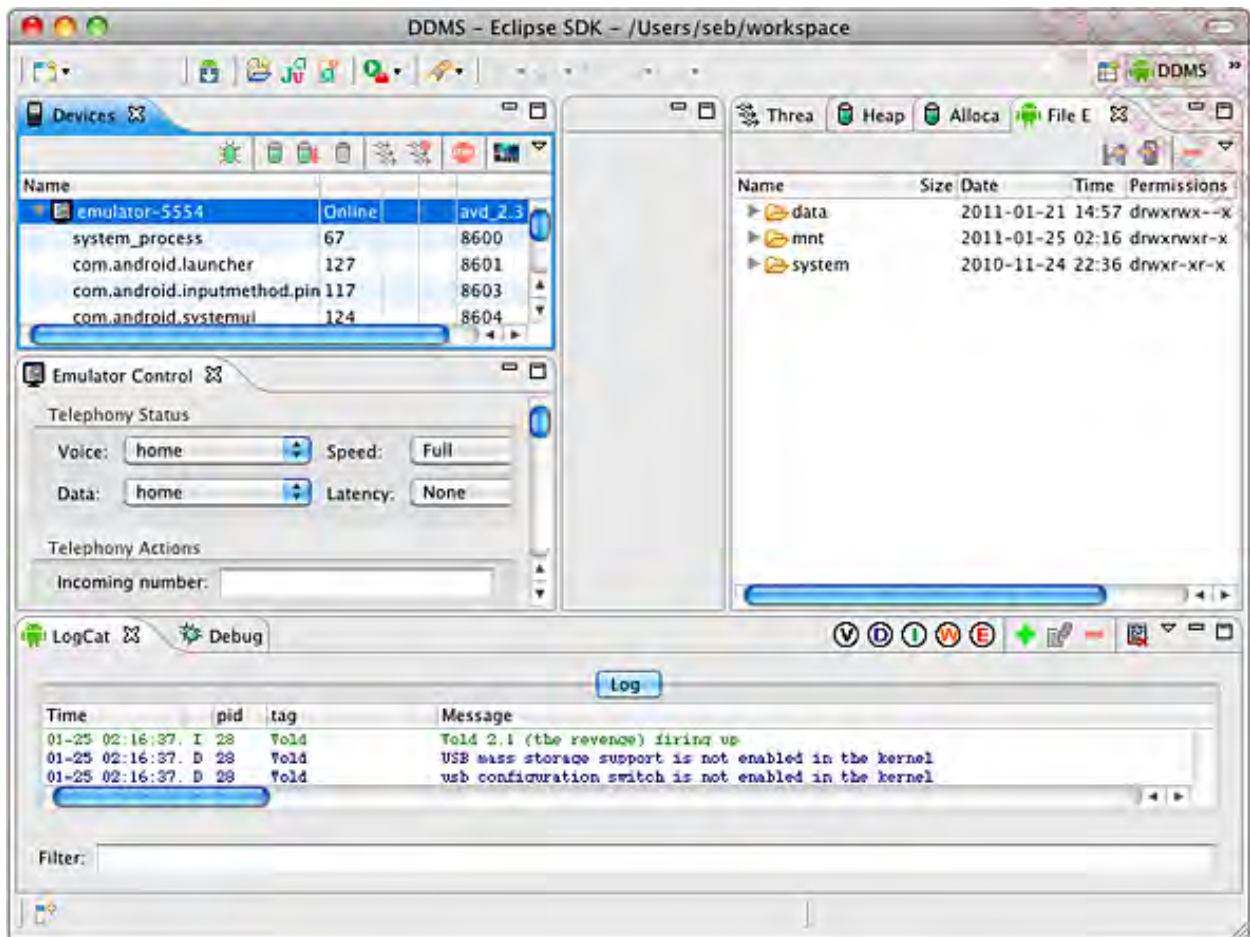 DDMS - Eclipse SDK - /Users/seb/workspace
DDMS »
Devices
Name
emulator-5554 Online avd_2.3
system_process 67 8600
com.android.launcher 127 8601
com.android.inputmethod.pin 117 8603
com.android.systemui 124 8604
Threa Heap Alloca File E
Name Size Date Time Permissions
data 2011-01-21 14:57 drwxrwx--x
mnt 2011-01-25 02:16 drwxrwxr-x
system 2010-11-24 22:36 drwxr-xr-x
Emulator Control
Telephony Status
Voice: home Speed: Full
Data: home Latency: None
Telephony Actions
Incoming number:
LogCat Debug V D I W E
Log
Time pid tag Message
01-25 02:16:37. I 28 Vold Vold 2.1 (the revenge) firing up
01-25 02:16:37. D 28 Vold USB mass storage support is not enabled in the kernel
01-25 02:16:37. D 28 Vold usb configuration switch is not enabled in the kernel
Filter: